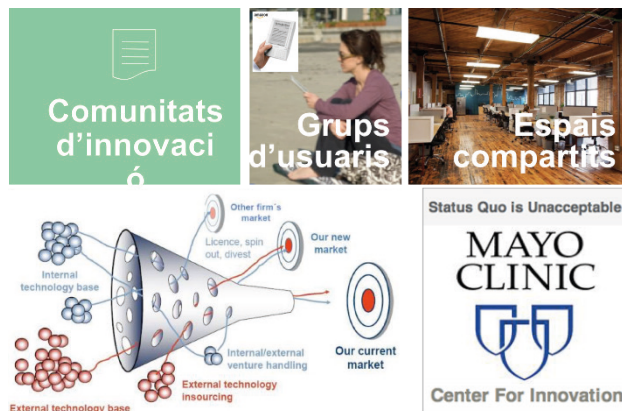 Comunitats
d'innovaci
ó
amazon
Grups
d'usuaris
Espais
compartits
Other firm´s
market
Licence, spin
out, divest
Our new
market
Internal
technology base
Internal/external
venture handling
Our current
market
External technology
insourcing
External technology base
Status Quo is Unacceptable
MAYO
CLINIC
Center For Innovation